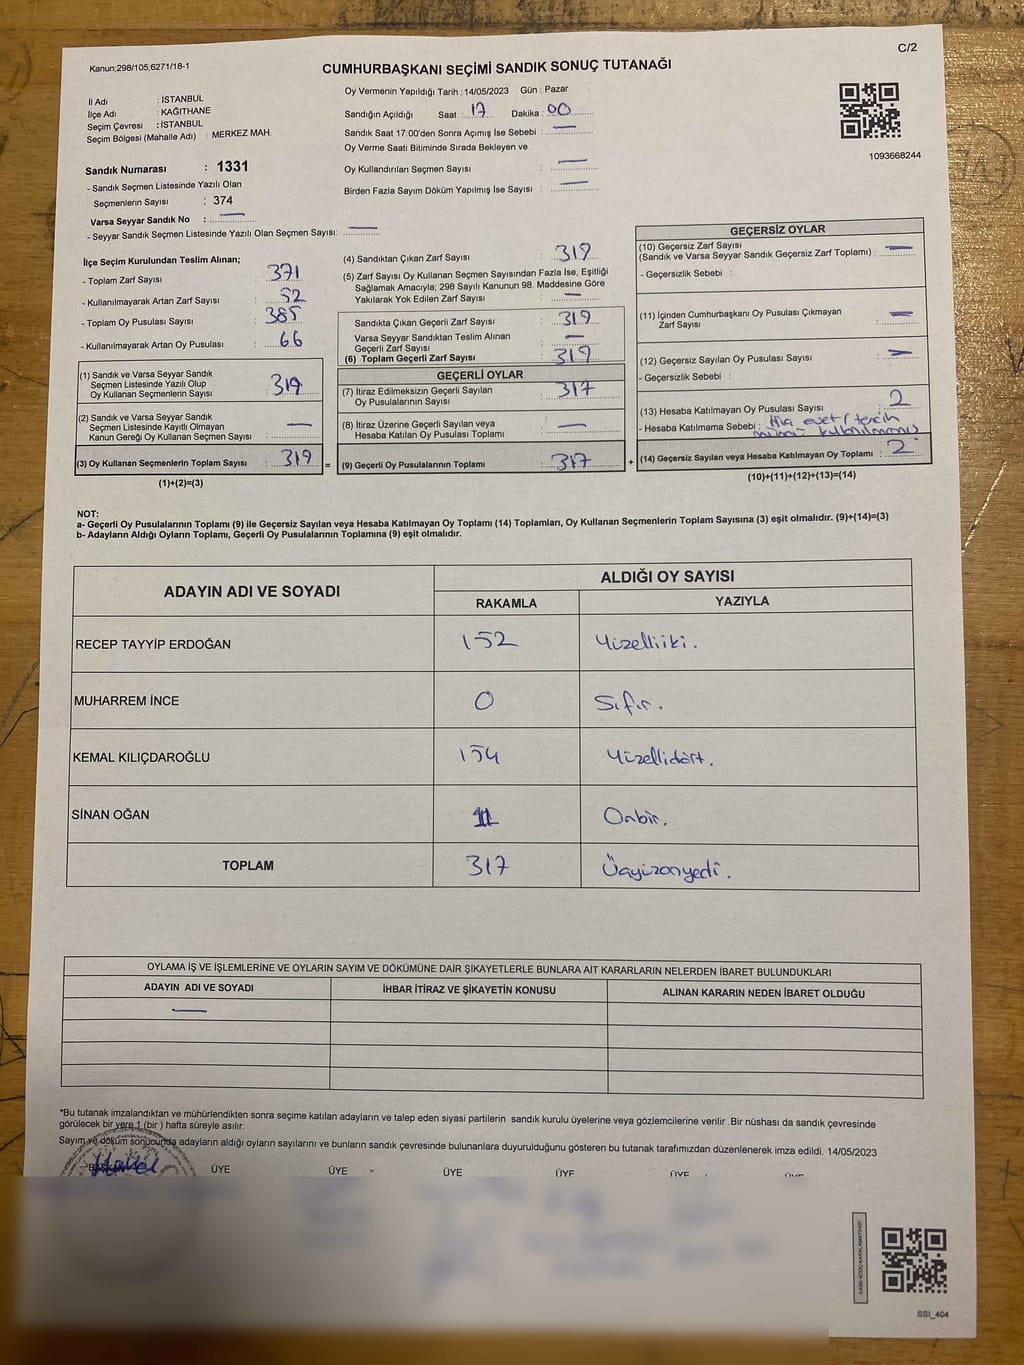 C/2
Kanun:298/105,6271/18-1
CUMHURBAŞKANI SEÇİMİ SANDIK SONUÇ TUTANAĞI
İl Adı : İSTANBUL
İlçe Adı : KAĞITHANE
Seçim Çevresi : İSTANBUL
Seçim Bölgesi (Mahalle Adı) : MERKEZ MAH.
Oy Vermenin Yapıldığı Tarih : 14/05/2023 Gün : Pazar
Sandığın Açıldığı Saat : 17 Dakika : 00
Sandık Saat 17:00'den Sonra Açımış İse Sebebi : —
Oy Verme Saati Bitiminde Sırada Bekleyen ve
Oy Kullandırılan Seçmen Sayısı : —
Birden Fazla Sayım Döküm Yapılmış İse Sayısı : —
1093668244
Sandık Numarası : 1331
- Sandık Seçmen Listesinde Yazılı Olan
Seçmenlerin Sayısı : 374
Varsa Seyyar Sandık No : —
- Seyyar Sandık Seçmen Listesinde Yazılı Olan Seçmen Sayısı: —
İlçe Seçim Kurulundan Teslim Alınan;
- Toplam Zarf Sayısı : 371
- Kullanılmayarak Artan Zarf Sayısı : 52
- Toplam Oy Pusulası Sayısı : 385
- Kullanılmayarak Artan Oy Pusulası : 66
(1) Sandık ve Varsa Seyyar Sandık
Seçmen Listesinde Yazılı Olup
Oy Kullanan Seçmenlerin Sayısı : 319
(2) Sandık ve Varsa Seyyar Sandık
Seçmen Listesinde Kayıtlı Olmayan
Kanun Gereği Oy Kullanan Seçmen Sayısı : —
(3) Oy Kullanan Seçmenlerin Toplam Sayısı : 319 =
(1)+(2)=(3)
(4) Sandıktan Çıkan Zarf Sayısı : 319
(5) Zarf Sayısı Oy Kullanan Seçmen Sayısından Fazla İse, Eşitliği
Sağlamak Amacıyla; 298 Sayılı Kanunun 98. Maddesine Göre
Yakılarak Yok Edilen Zarf Sayısı : —
Sandıkta Çıkan Geçerli Zarf Sayısı : 319
Varsa Seyyar Sandıktan Teslim Alınan
Geçerli Zarf Sayısı : —
(6) Toplam Geçerli Zarf Sayısı : 319
GEÇERLİ OYLAR
(7) İtiraz Edilmeksizin Geçerli Sayılan
Oy Pusulalarının Sayısı : 317
(8) İtiraz Üzerine Geçerli Sayılan veya
Hesaba Katılan Oy Pusulası Toplamı : —
(9) Geçerli Oy Pusulalarının Toplamı : 317 +
GEÇERSİZ OYLAR
(10) Geçersiz Zarf Sayısı
(Sandık ve Varsa Seyyar Sandık Geçersiz Zarf Toplamı) : —
- Geçersizlik Sebebi :
(11) İçinden Cumhurbaşkanı Oy Pusulası Çıkmayan
Zarf Sayısı : —
(12) Geçersiz Sayılan Oy Pusulası Sayısı : —
- Geçersizlik Sebebi :
(13) Hesaba Katılmayan Oy Pusulası Sayısı : 2
- Hesaba Katılmama Sebebi : Hiç evet/tercih
(14) Geçersiz Sayılan veya Hesaba Katılmayan Oy Toplamı : 2
(10)+(11)+(12)+(13)=(14)
NOT:
a- Geçerli Oy Pusulalarının Toplamı (9) ile Geçersiz Sayılan veya Hesaba Katılmayan Oy Toplamı (14) Toplamları, Oy Kullanan Seçmenlerin Toplam Sayısına (3) eşit olmalıdır. (9)+(14)=(3)
b- Adayların Aldığı Oyların Toplamı, Geçerli Oy Pusulalarının Toplamına (9) eşit olmalıdır.
ADAYIN ADI VE SOYADI
ALDIĞI OY SAYISI
RAKAMLA YAZIYLA
RECEP TAYYİP ERDOĞAN 152 Yüzelliiki.
MUHARREM İNCE 0 Sıfır.
KEMAL KILIÇDAROĞLU 154 Yüzellidört.
SİNAN OĞAN 11 Onbir.
TOPLAM 317 Üçyüzonyedi.
OYLAMA İŞ VE İŞLEMLERİNE VE OYLARIN SAYIM VE DÖKÜMÜNE DAİR ŞİKAYETLERLE BUNLARA AİT KARARLARIN NELERDEN İBARET BULUNDUKLARI
ADAYIN ADI VE SOYADI İHBAR İTİRAZ VE ŞİKAYETİN KONUSU ALINAN KARARIN NEDEN İBARET OLDUĞU
—
*Bu tutanak imzalandıktan ve mühürlendikten sonra seçime katılan adayların ve talep eden siyasi partilerin sandık kurulu üyelerine veya gözlemcilerine verilir. Bir nüshası da sandık çevresinde
görülecek bir yere 1 (bir ) hafta süreyle asılır.
Sayım ve döküm sonucunda adayların aldığı oyların sayılarını ve bunların sandık çevresinde bulunanlara duyurulduğunu gösteren bu tutanak tarafımızdan düzenlenerek imza edildi. 14/05/2023
BAŞKAN ÜYE ÜYE ÜYE ÜYE ÜYE ÜYE
SSI_404